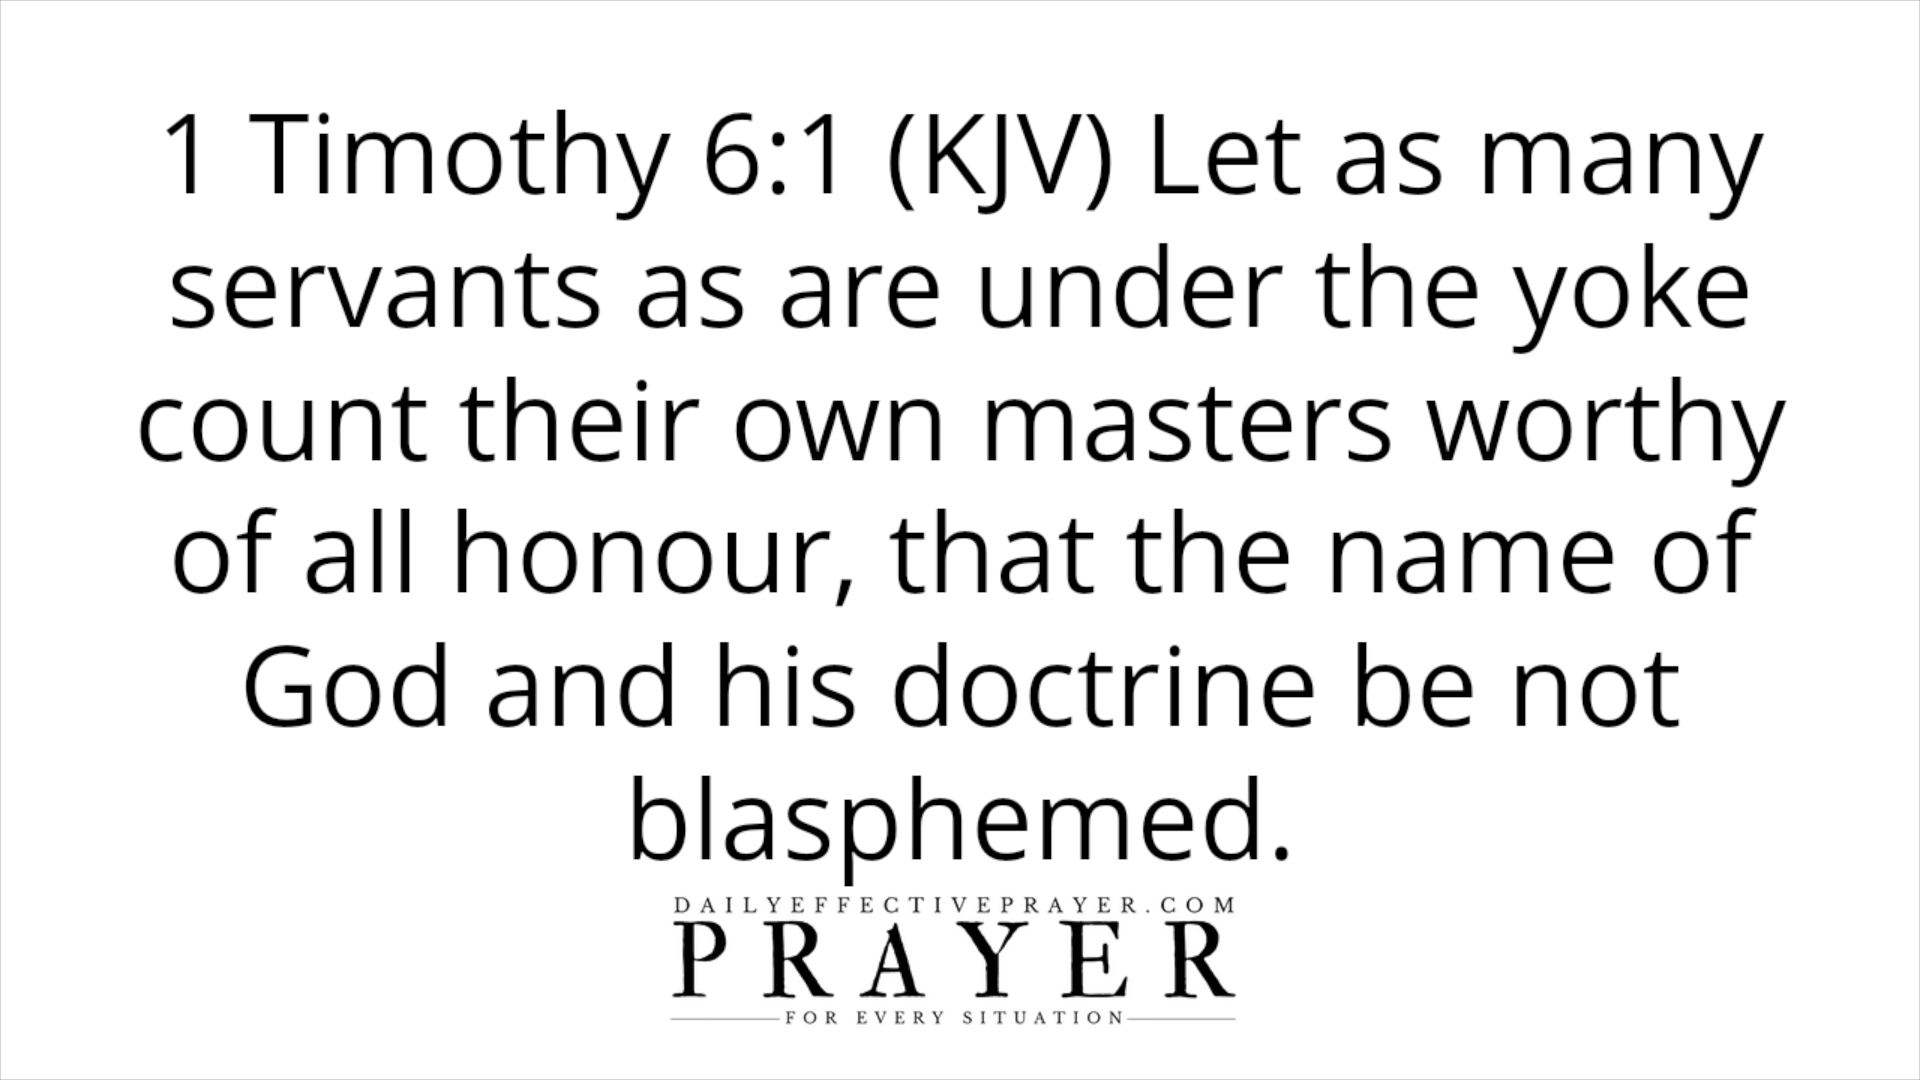 1 Timothy 6:1 (KJV) Let as many
servants as are under the yoke
count their own masters worthy
of all honour, that the name of
God and his doctrine be not
blasphemed.
DAILYEFFECTIVEPRAYER.COM
PRAYER
FOR EVERY SITUATION